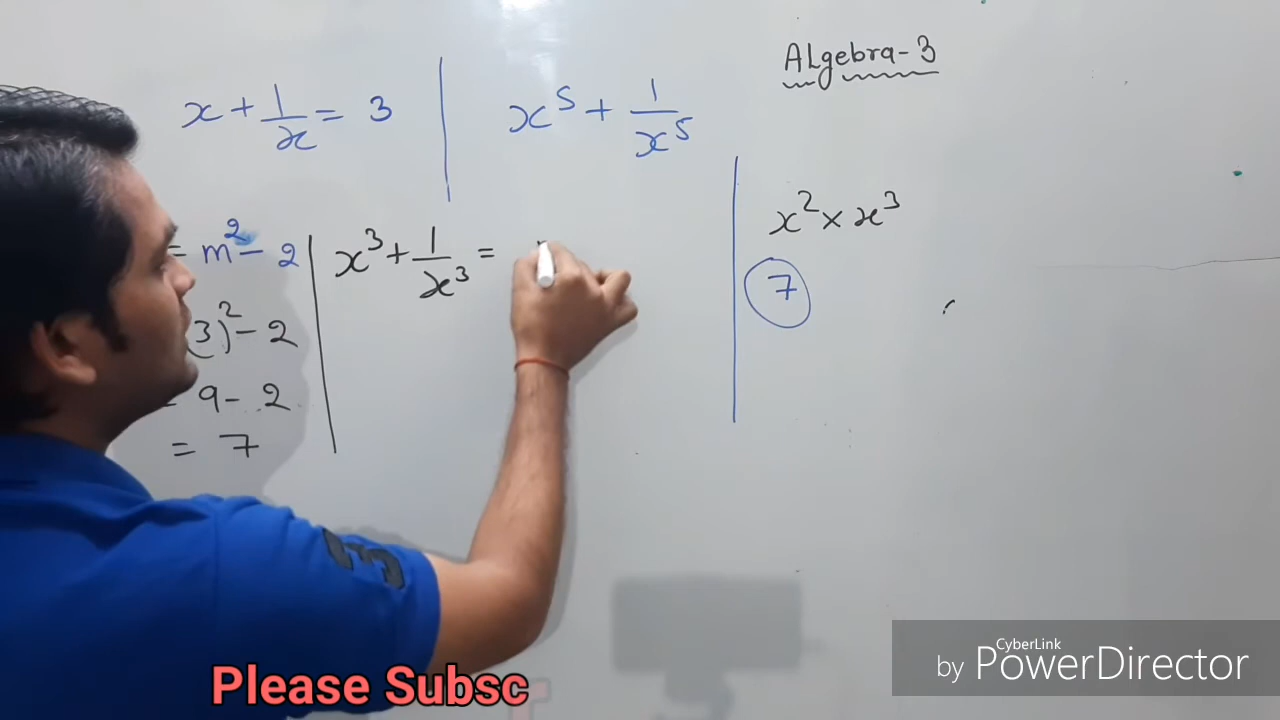 ALgebra-3
x + 1/x = 3 | x⁵ + 1/x⁵
= m² - 2
(3)² - 2
= 9 - 2
= 7
x³ + 1/x³ =
x² × x³
7
3
Please Subsc
CyberLink
by PowerDirector